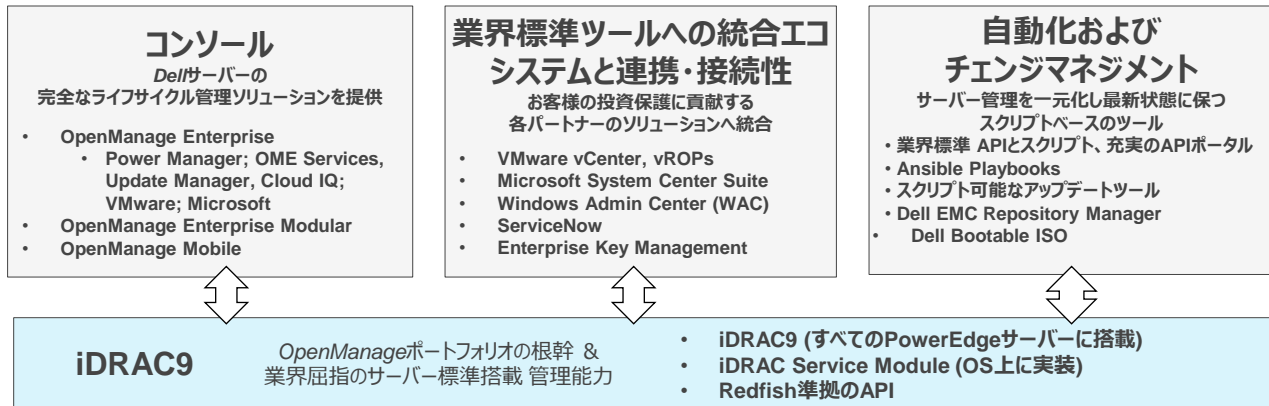 コンソール
Dellサーバーの
完全なライフサイクル管理ソリューションを提供
• OpenManage Enterprise
• Power Manager; OME Services,
Update Manager, Cloud IQ;
VMware; Microsoft
• OpenManage Enterprise Modular
• OpenManage Mobile
業界標準ツールへの統合エコ
システムと連携・接続性
お客様の投資保護に貢献する
各パートナーのソリューションへ統合
• VMware vCenter, vROPs
• Microsoft System Center Suite
• Windows Admin Center (WAC)
• ServiceNow
• Enterprise Key Management
自動化および
チェンジマネジメント
サーバー管理を一元化し最新状態に保つ
スクリプトベースのツール
• 業界標準 APIとスクリプト、充実のAPIポータル
• Ansible Playbooks
• スクリプト可能なアップデートツール
• Dell EMC Repository Manager
• Dell Bootable ISO
iDRAC9
OpenManageポートフォリオの根幹 &
業界屈指のサーバー標準搭載 管理能力
• iDRAC9 (すべてのPowerEdgeサーバーに搭載)
• iDRAC Service Module (OS上に実装)
• Redfish準拠のAPI